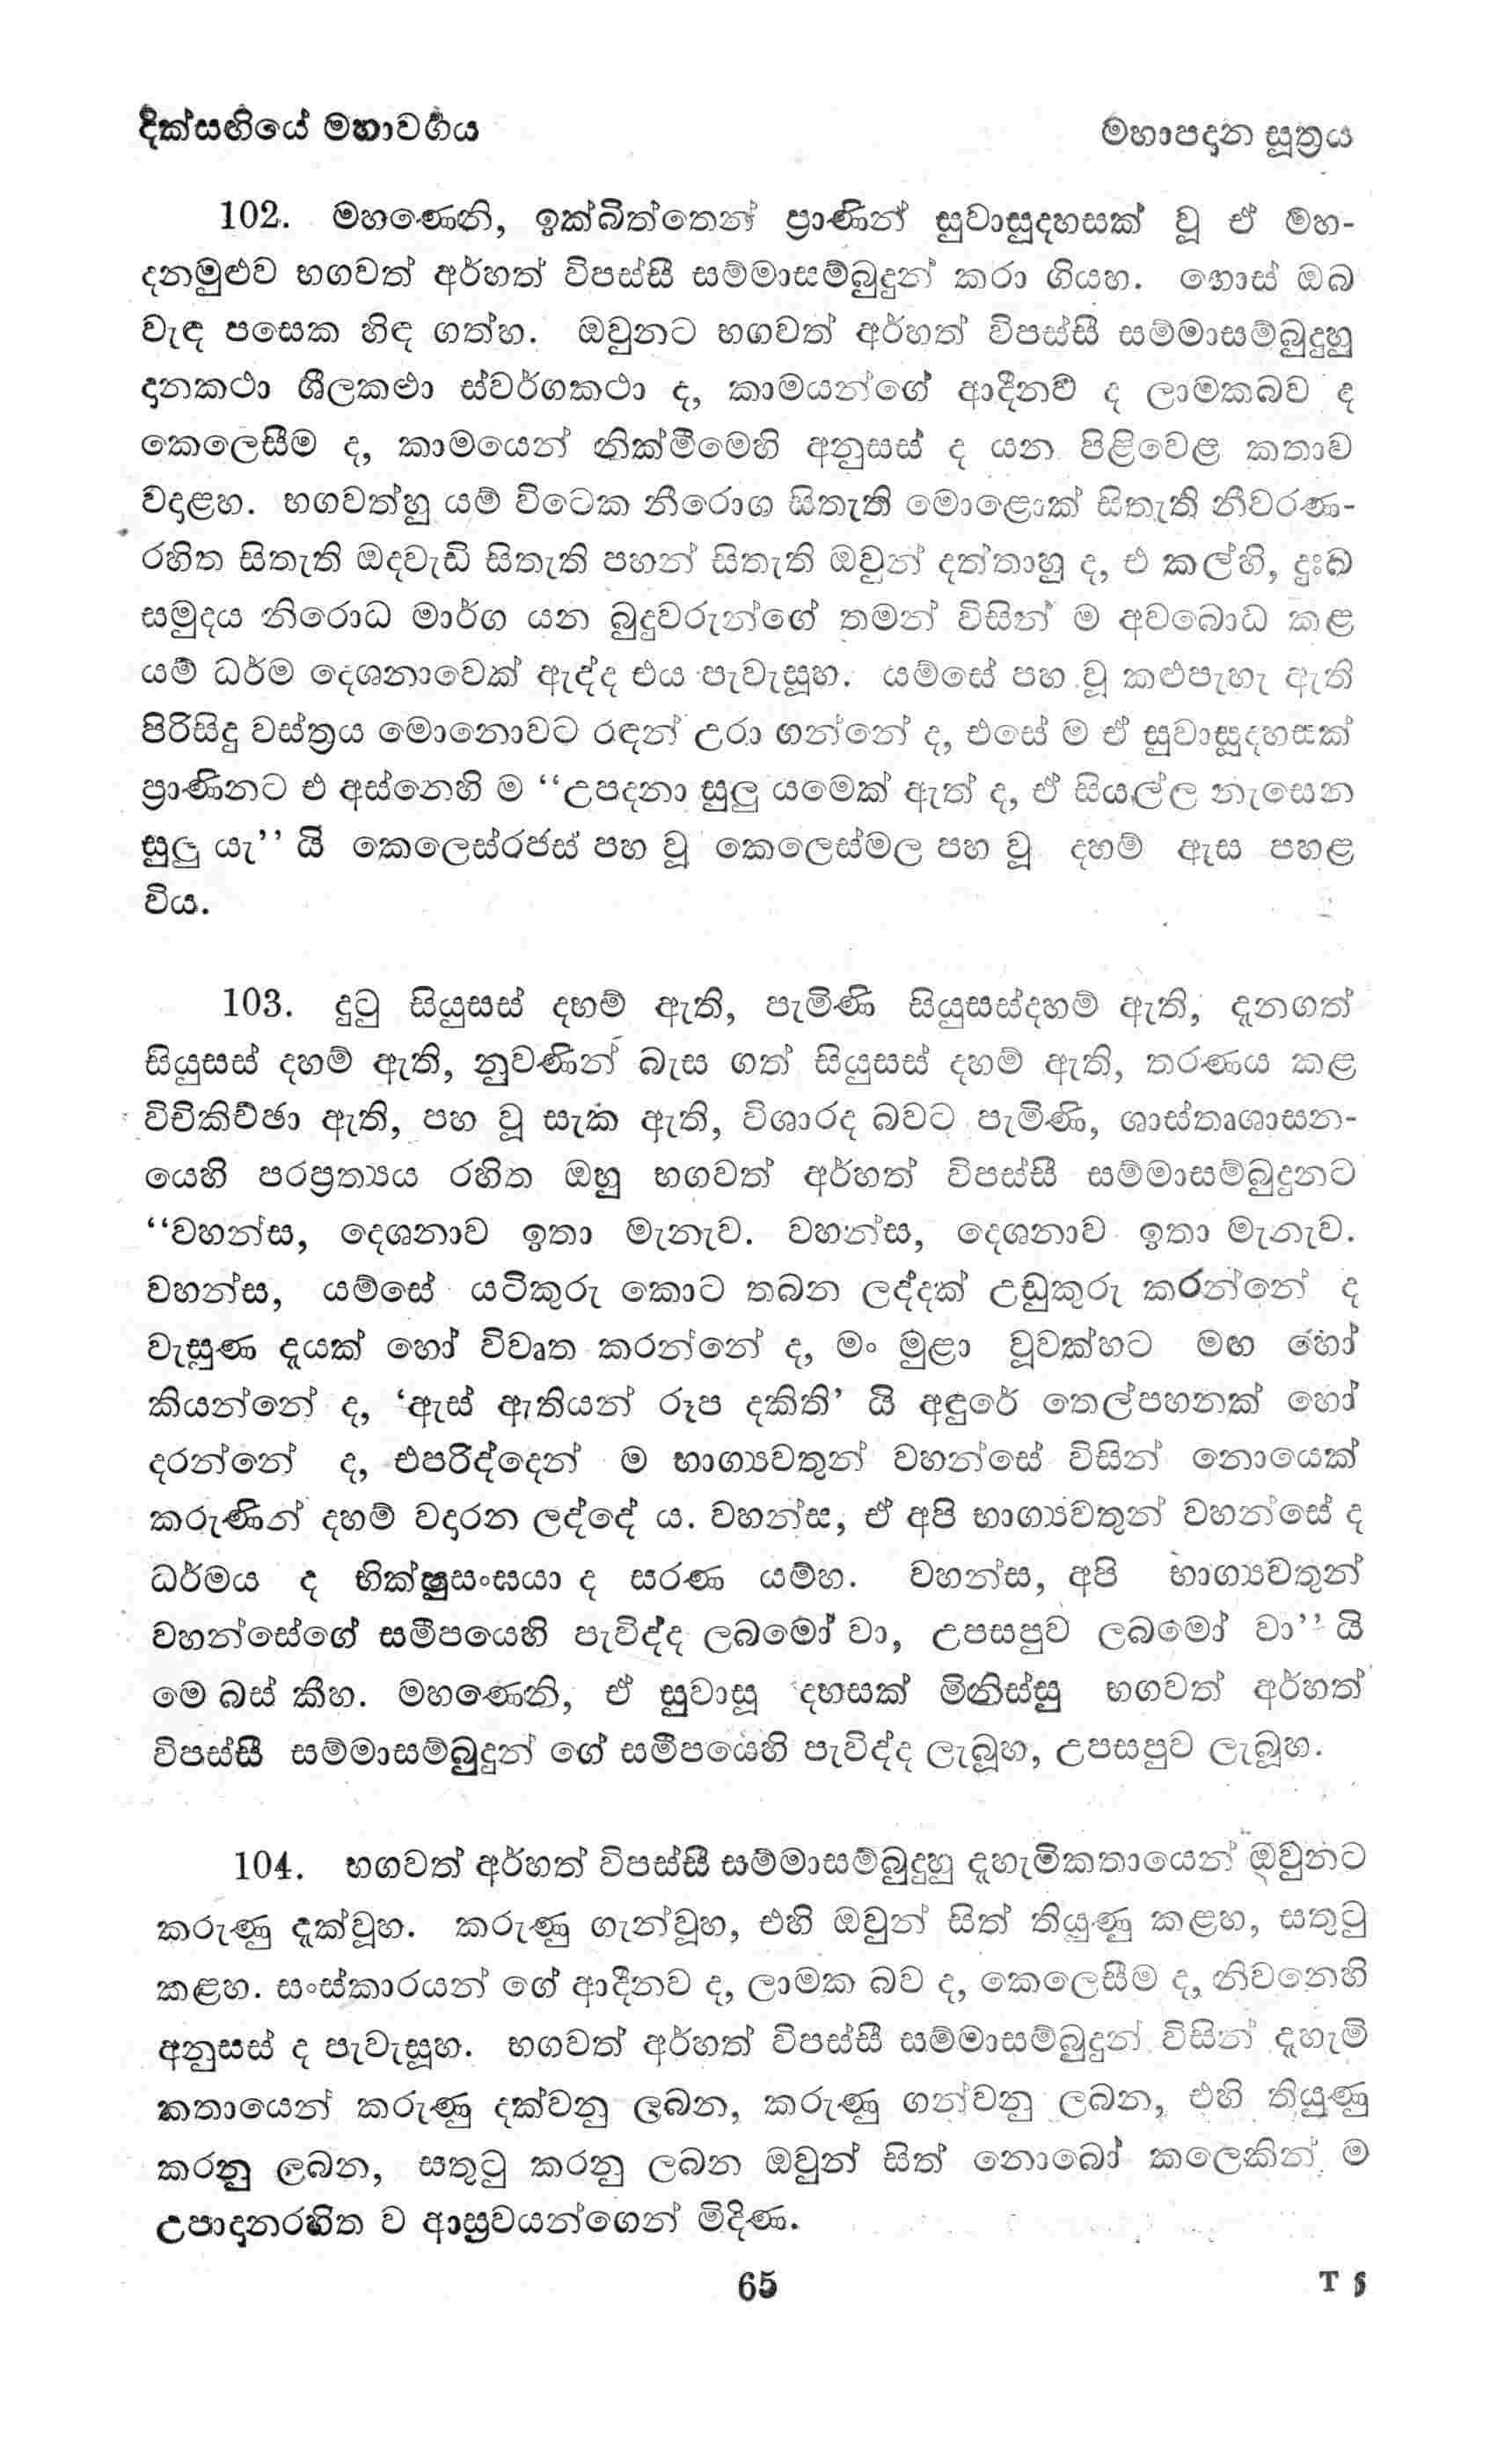 දික්සඟියේ මහාවර්ගය
මහාපදාන සූත්‍රය
102. මහණෙනි, ඉක්බිත්තෙන් ප්‍රාණින් සුවාසූදහසක් වූ ඒ මහ-
දනමුළුව භගවත් අර්හත් විපස්සී සම්මාසම්බුදුන් කරා ගියහ. ගොස් ඔබ
වැඳ පසෙක හිඳ ගත්හ. ඔවුනට භගවත් අර්හත් විපස්සී සම්මාසම්බුදුහු
දානකථා ශීලකළා ස්වර්ගකථා ද, කාමයන්ගේ ආදීනව ද ලාමකබව ද
කෙලෙසීම ද, කාමයෙන් නික්මීමෙහි අනුසස් ද යන පිළිවෙළ කතාව
වදාළහ. භගවත්හු යම් විටෙක නීරොග සිතැති මොළොක් සිතැති නීවරණ-
රහිත සිතැති ඔදවැඩි සිතැති පහන් සිතැති ඔවුන් දත්තාහු ද, එ කල්හි, දුඃඛ
සමුදය නිරොධ මාර්ග යන බුදුවරුන්ගේ තමන් විසින් ම අවබොධ කළ
යම් ධර්ම දෙශනාවෙක් ඇද්ද එය පැවැසූහ. යම්සේ පහ වූ කළුපැහැ ඇති
පිරිසිදු වස්ත්‍රය මොනොවට රඳන් උරා ගන්නේ ද, එසේ ම ඒ සුවාසූදහසක්
ප්‍රාණිනට එ අස්නෙහි ම “උපදනා සුලු යමෙක් ඇත් ද, ඒ සියල්ල නැසෙන
සුලු යැ” යි කෙලෙස්රජස් පහ වූ කෙලෙස්මල පහ වූ දහම් ඇස පහළ
විය.
103. දුටු සියුසස් දහම් ඇති, පැමිණි සියුසස්දහම් ඇති, දැනගත්
සියුසස් දහම් ඇති, නුවණින් බැස ගත් සියුසස් දහම් ඇති, තරණය කළ
විචිකිච්ඡා ඇති, පහ වූ සැක ඇති, විශාරද බවට පැමිණි, ශාස්තෘශාසන-
යෙහි පරප්‍රත්‍යය රහිත ඔහු භගවත් අර්හත් විපස්සී සම්මාසම්බුදුනට
“වහන්ස, දෙශනාව ඉතා මැනැව. වහන්ස, දෙශනාව ඉතා මැනැව.
වහන්ස, යම්සේ යටිකුරු කොට තබන ලද්දක් උඩුකුරු කරන්නේ ද
වැසුණ දැයක් හෝ විවෘත කරන්නේ ද, මං මුළා වූවක්හට මඟ හෝ
කියන්නේ ද, ‘ඇස් ඇතියන් රූප දකිති’ යි අඳුරේ තෙල්පහනක් හෝ
දරන්නේ ද, එපරිද්දෙන් ම භාග්‍යවතුන් වහන්සේ විසින් නොයෙක්
කරුණින් දහම් වදාරන ලද්දේ ය. වහන්ස, ඒ අපි භාග්‍යවතුන් වහන්සේ ද
ධර්මය ද භික්ෂුසංඝයා ද සරණ යම්හ. වහන්ස, අපි භාග්‍යවතුන්
වහන්සේගේ සමීපයෙහි පැවිද්ද ලබමෝ වා, උපසපුව ලබමෝ වා” යි
මෙ බස් කීහ. මහණෙනි, ඒ සුවාසූ දහසක් මිනිස්සු භගවත් අර්හත්
විපස්සී සම්මාසම්බුදුන් ගේ සමීපයෙහි පැවිද්ද ලැබූහ, උපසපුව ලැබූහ.
104. භගවත් අර්හත් විපස්සී සම්මාසම්බුදුහු දැහැමිකතායෙන් ඔවුනට
කරුණු දැක්වූහ. කරුණු ගැන්වූහ, එහි ඔවුන් සිත් තියුණු කළහ, සතුටු
කළහ. සංස්කාරයන් ගේ ආදීනව ද, ලාමක බව ද, කෙලෙසීම ද, නිවනෙහි
අනුසස් ද පැවැසූහ. භගවත් අර්හත් විපස්සී සම්මාසම්බුදුන් විසින් දැහැමි
කතායෙන් කරුණු දක්වනු ලබන, කරුණු ගන්වනු ලබන, එහි තියුණු
කරනු ලබන, සතුටු කරනු ලබන ඔවුන් සිත් නොබෝ කලෙකින් ම
උපාදානරහිත ව ආස්‍රවයන්ගෙන් මිදිණ.
65
T 5